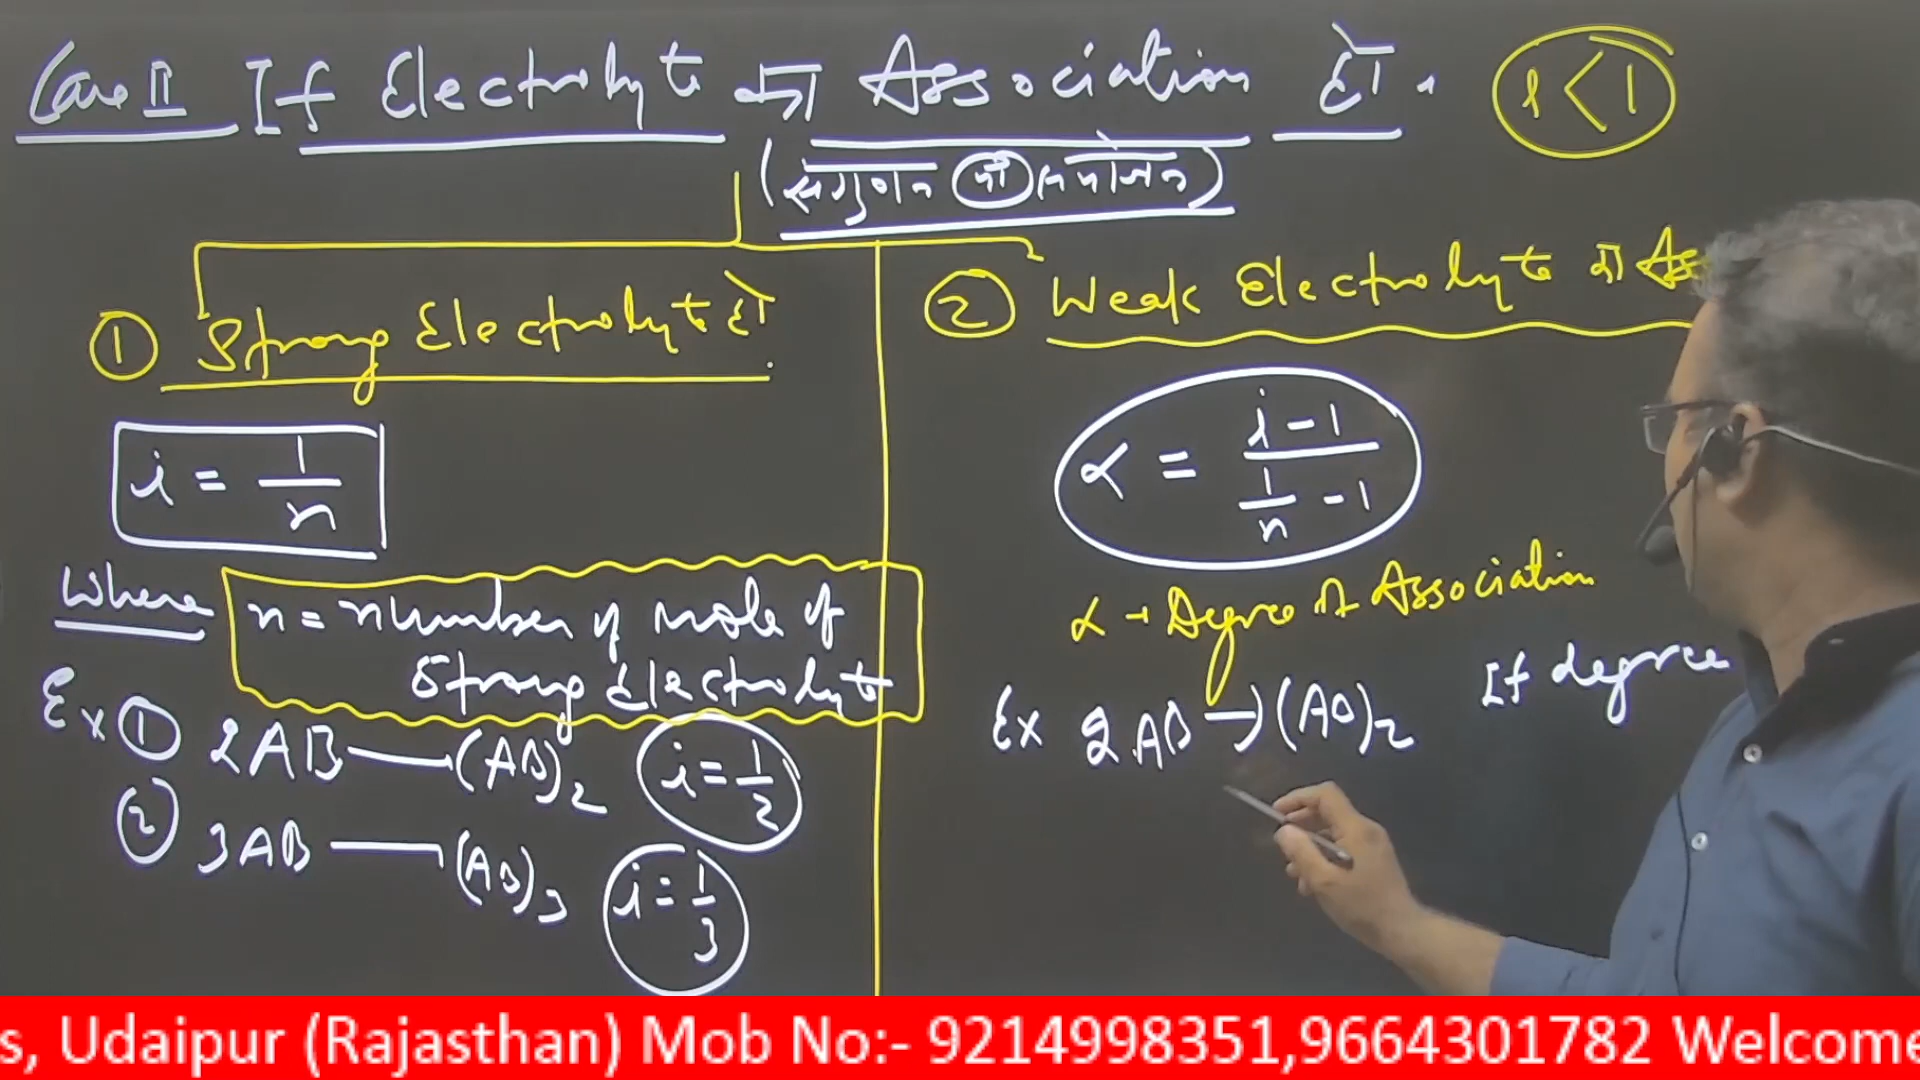 Case II If Electrolyte का Association हो . i < 1
(संगुणन या संयोजन)
① Strong Electrolyte हो .
i = 1/n
Where n = number of mole of
Strong Electrolyte
Ex ① 2AB — (AB)2 i = 1/2
② 3AB — (AB)3 i = 1/3
② Weak Electrolyte का As
α = (i - 1)/(1/n - 1)
α → Degree of Association
Ex 2AB → (AB)2 If degree
s, Udaipur (Rajasthan) Mob No:- 9214998351,9664301782 Welcome